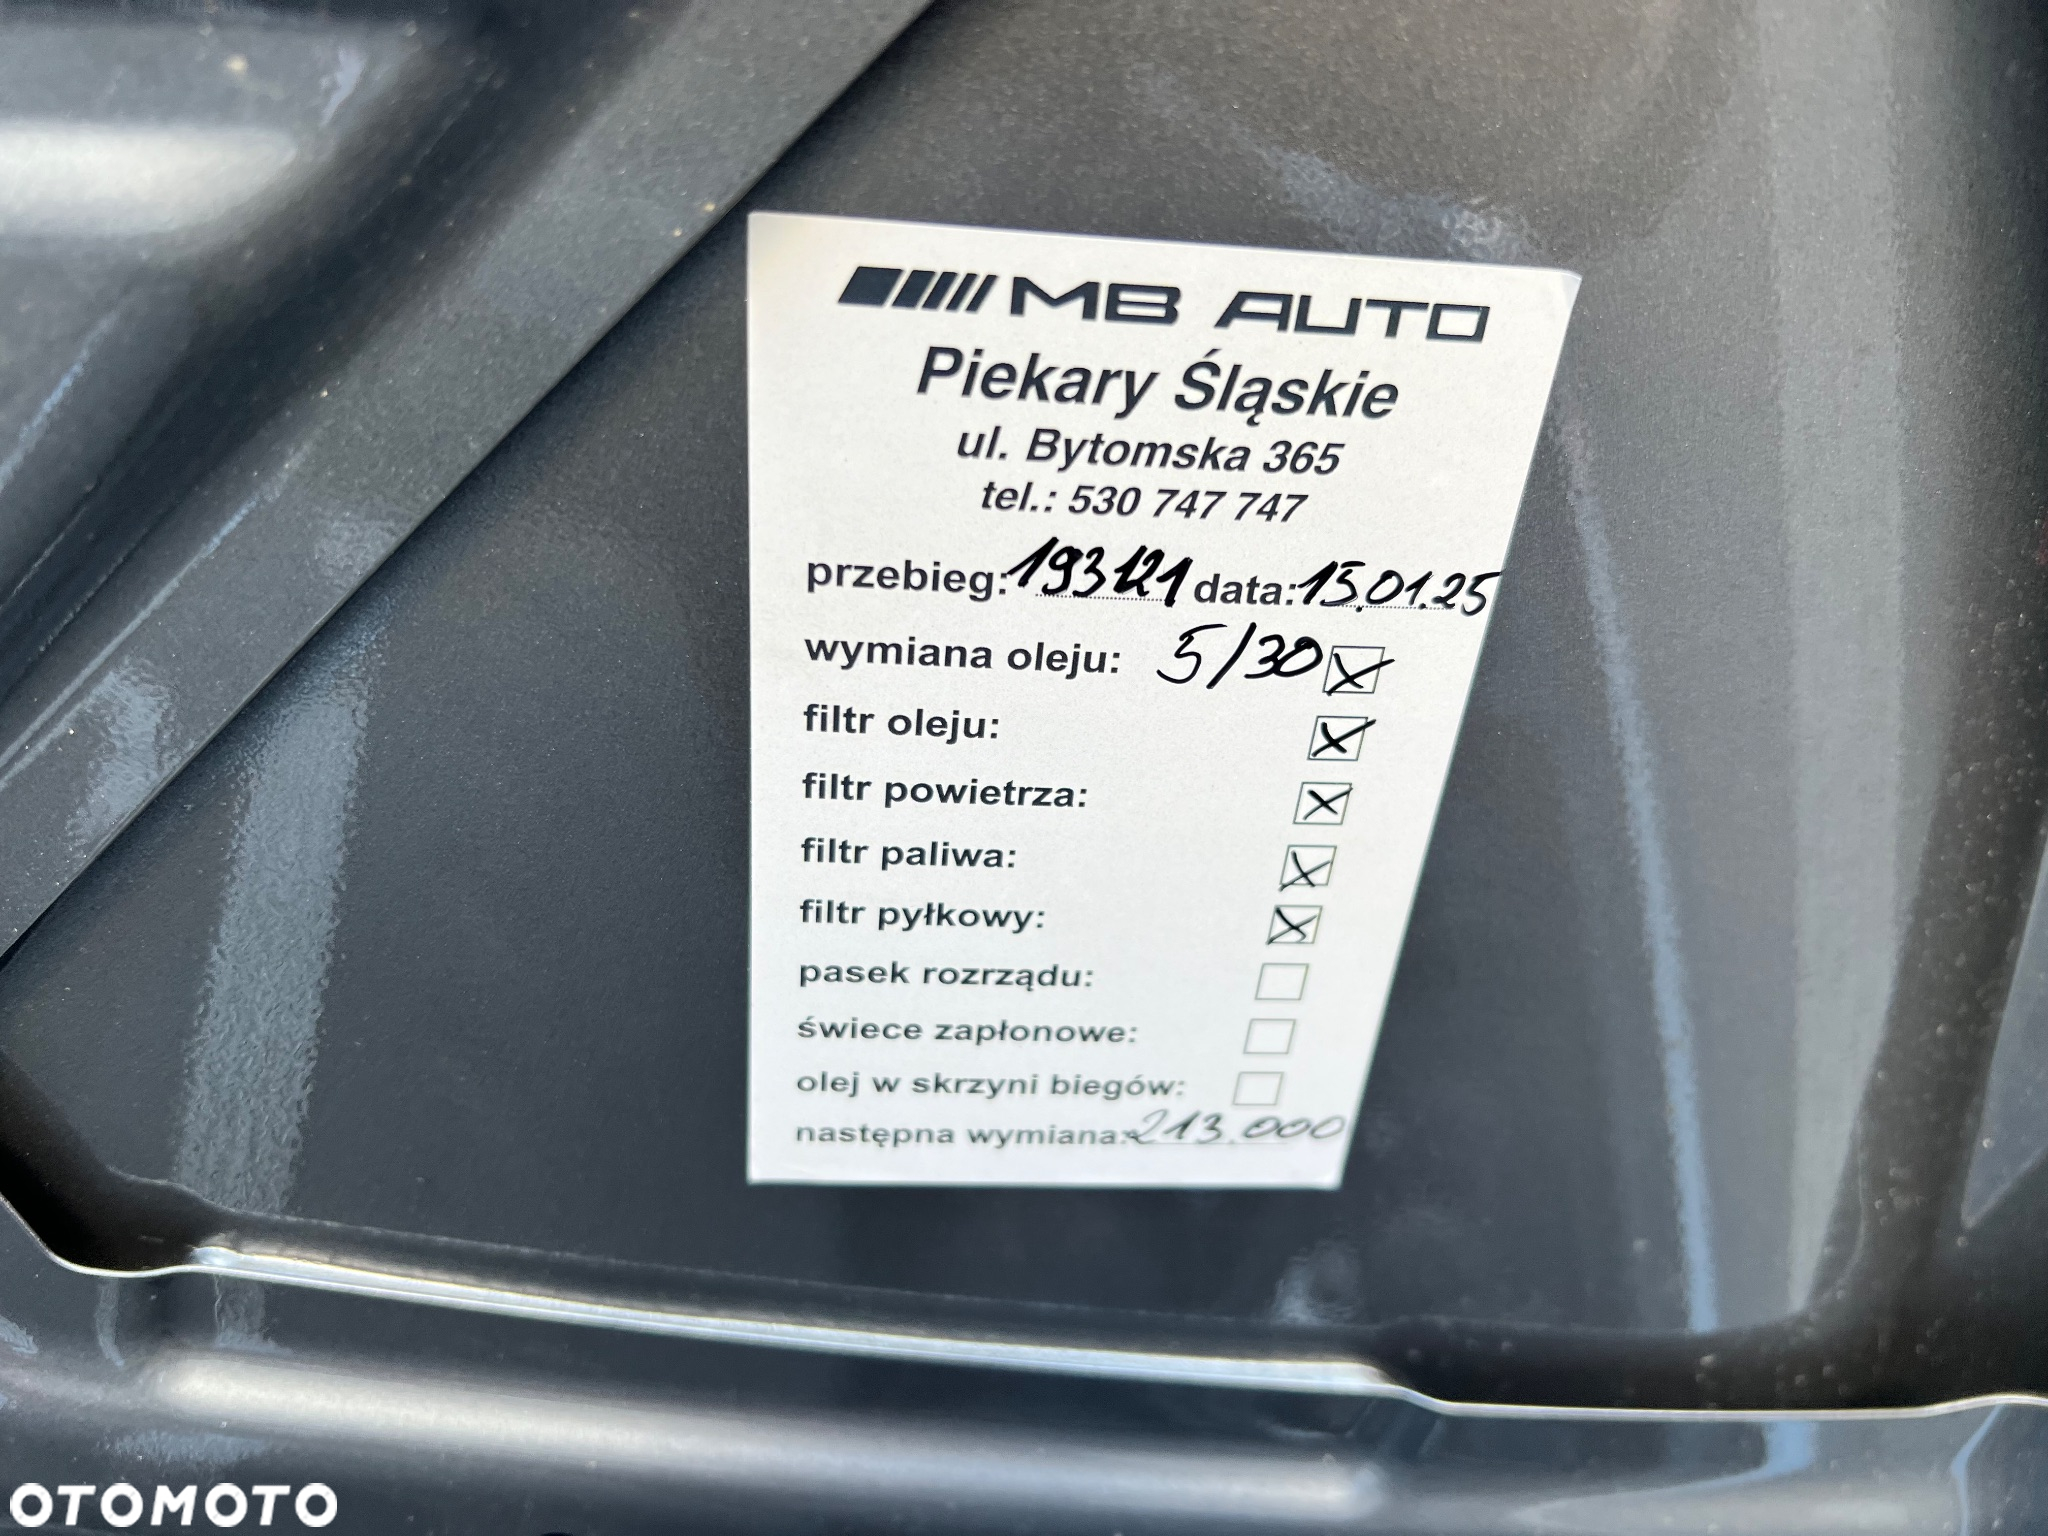 MB AUTO
Piekary Śląskie
ul. Bytomska 365
tel.: 530 747 747
przebieg: 193121 data: 15.01.25
wymiana oleju: 5/30
filtr oleju:
filtr powietrza:
filtr paliwa:
filtr pyłkowy:
pasek rozrządu:
świece zapłonowe:
olej w skrzyni biegów:
następna wymiana: 213.000
OTOMOTO